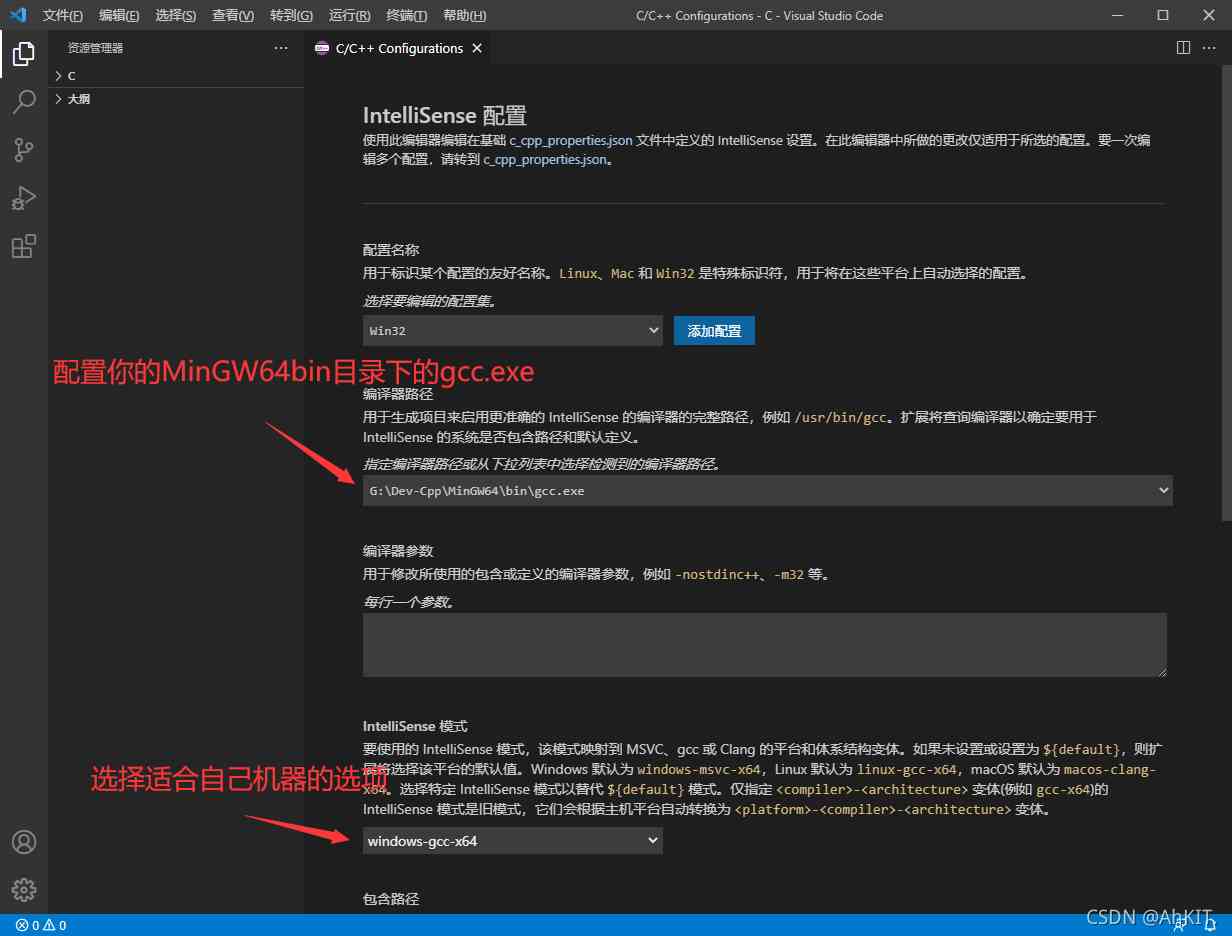 文件(F) 编辑(E) 选择(S) 查看(V) 转到(G) 运行(R) 终端(T) 帮助(H) C/C++ Configurations - C - Visual Studio Code
资源管理器 ··· C/C++ Configurations
C
大纲
IntelliSense 配置
使用此编辑器编辑在基础 c_cpp_properties.json 文件中定义的 IntelliSense 设置。在此编辑器中所做的更改仅适用于所选的配置。要一次编
辑多个配置，请转到 c_cpp_properties.json。
配置名称
用于标识某个配置的友好名称。Linux、Mac 和 Win32 是特殊标识符，用于将在这些平台上自动选择的配置。
选择要编辑的配置集。
Win32 添加配置
配置你的MinGW64bin目录下的gcc.exe
编译器路径
用于生成项目来启用更准确的 IntelliSense 的编译器的完整路径，例如 /usr/bin/gcc。扩展将查询编译器以确定要用于
IntelliSense 的系统是否包含路径和默认定义。
指定编译器路径或从下拉列表中选择检测到的编译器路径。
G:\Dev-Cpp\MinGW64\bin\gcc.exe
编译器参数
用于修改所使用的包含或定义的编译器参数，例如 -nostdinc++、-m32 等。
每行一个参数。
IntelliSense 模式
要使用的 IntelliSense 模式，该模式映射到 MSVC、gcc 或 Clang 的平台和体系结构变体。如果未设置或设置为 ${default}，则扩
展将选择该平台的默认值。Windows 默认为 windows-msvc-x64，Linux 默认为 linux-gcc-x64，macOS 默认为 macos-clang-
x64。选择特定 IntelliSense 模式以替代 ${default} 模式。仅指定 <compiler>-<architecture> 变体(例如 gcc-x64)的
IntelliSense 模式是旧模式，它们会根据主机平台自动转换为 <platform>-<compiler>-<architecture> 变体。
选择适合自己机器的选项
windows-gcc-x64
包含路径
0 0
CSDN @AhKIT